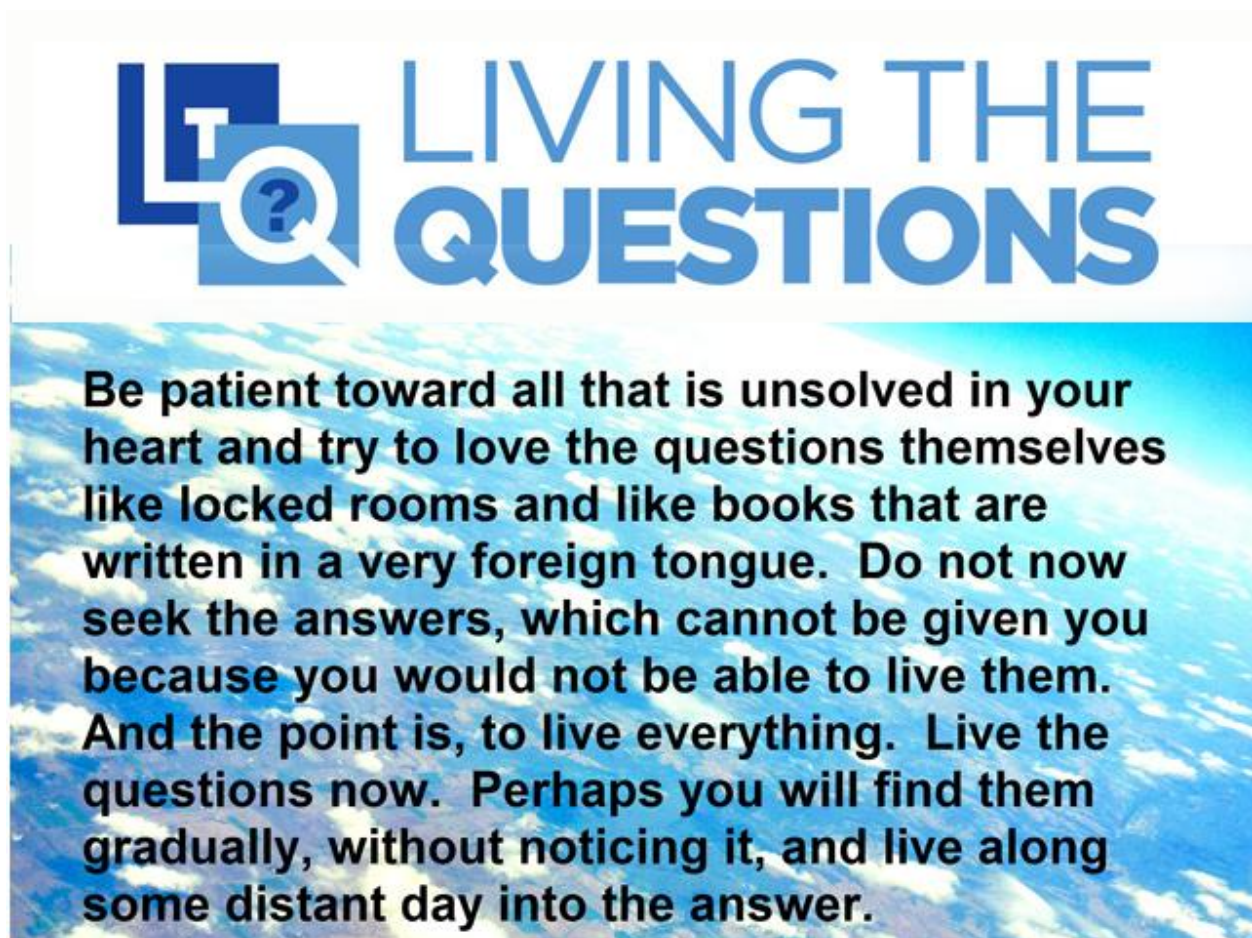 LIVING THE
LTQ?
QUESTIONS
Be patient toward all that is unsolved in your
heart and try to love the questions themselves
like locked rooms and like books that are
written in a very foreign tongue.  Do not now
seek the answers, which cannot be given you
because you would not be able to live them.
And the point is, to live everything.  Live the
questions now.  Perhaps you will find them
gradually, without noticing it, and live along
some distant day into the answer.